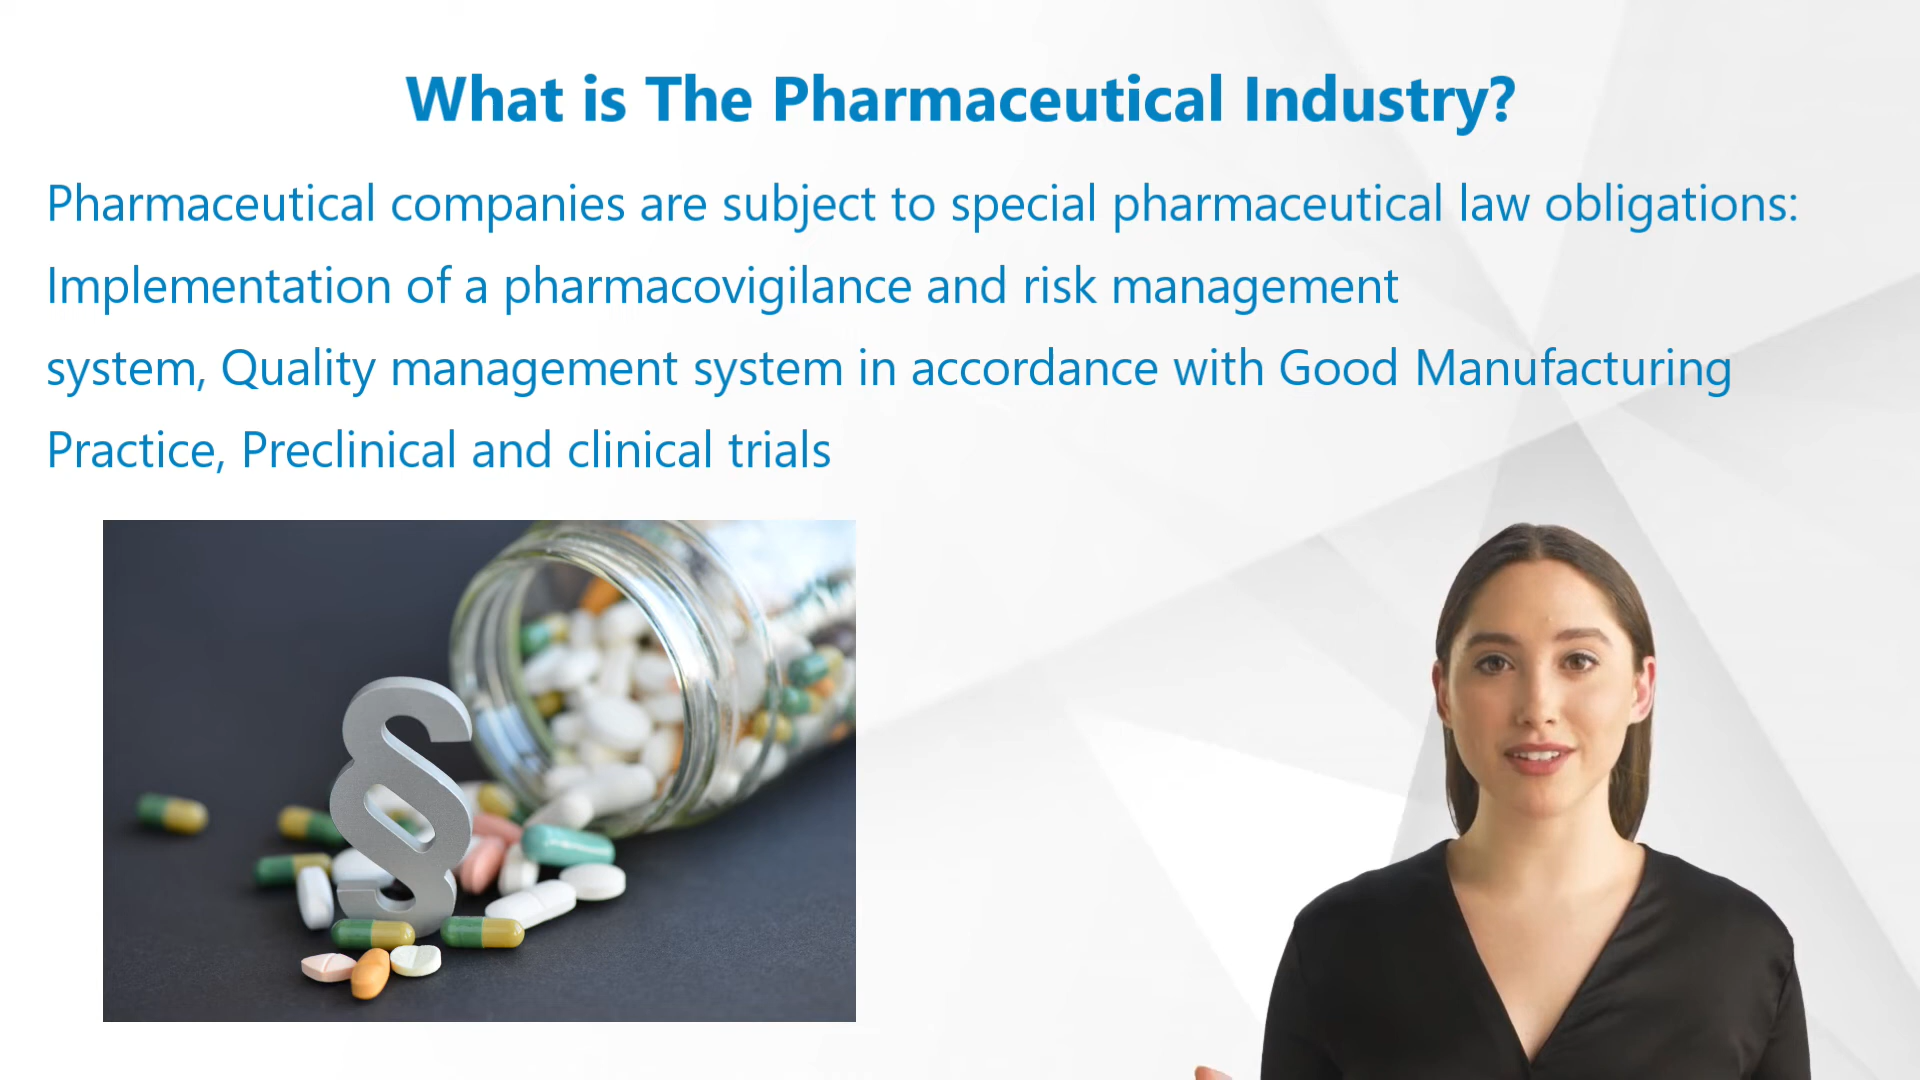 What is The Pharmaceutical Industry?
Pharmaceutical companies are subject to special pharmaceutical law obligations:
Implementation of a pharmacovigilance and risk management
system, Quality management system in accordance with Good Manufacturing
Practice, Preclinical and clinical trials
§